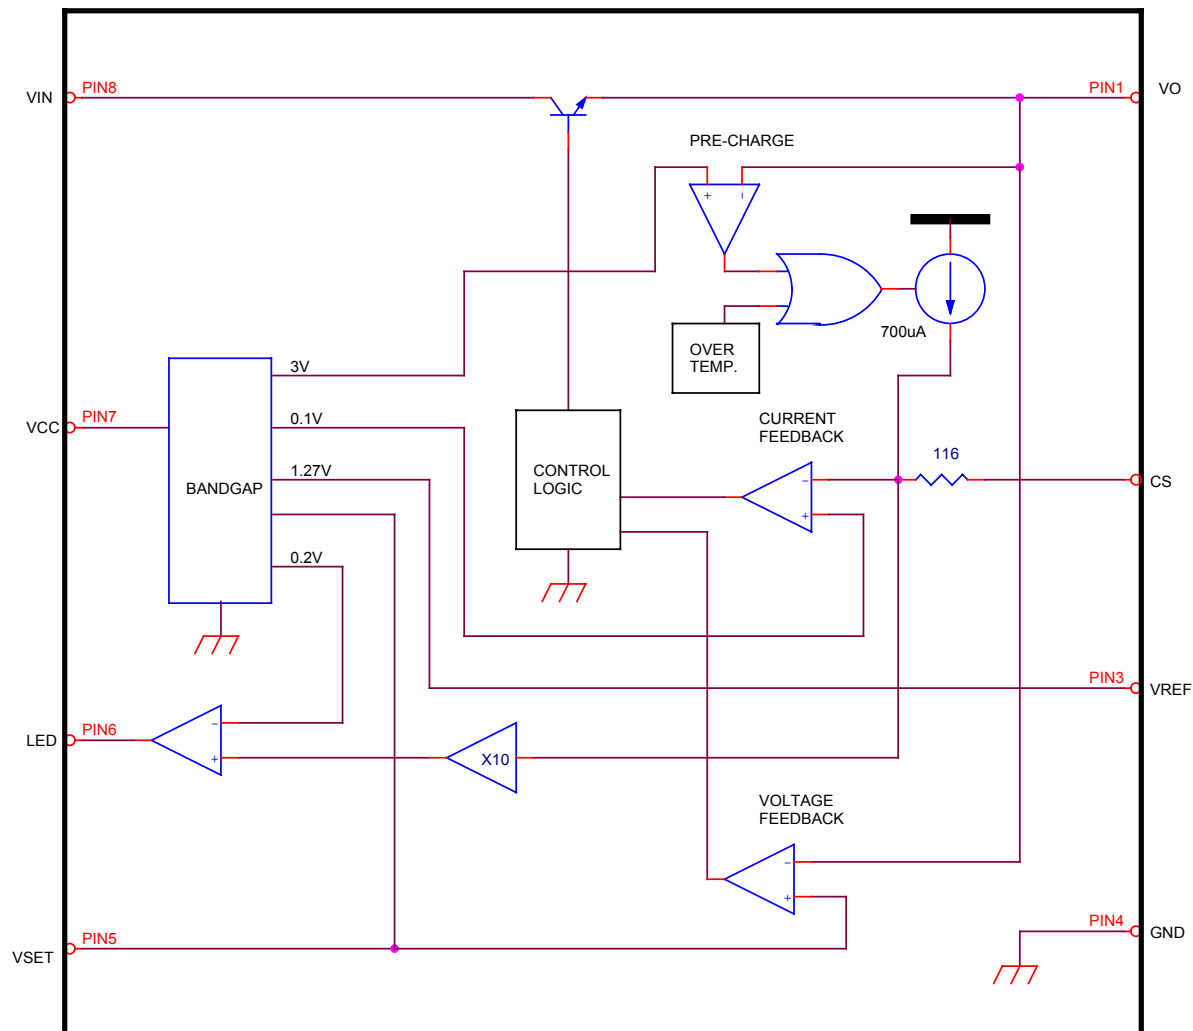 VIN
PIN8
PIN1
VO
PRE-CHARGE
+
-
OVER
TEMP.
700uA
3V
VCC
PIN7
0.1V
CURRENT
FEEDBACK
1.27V
BANDGAP
CONTROL
LOGIC
-
+
116
CS
0.2V
PIN3
VREF
LED
PIN6
-
+
X10
VOLTAGE
FEEDBACK
-
+
VSET
PIN5
PIN4
GND